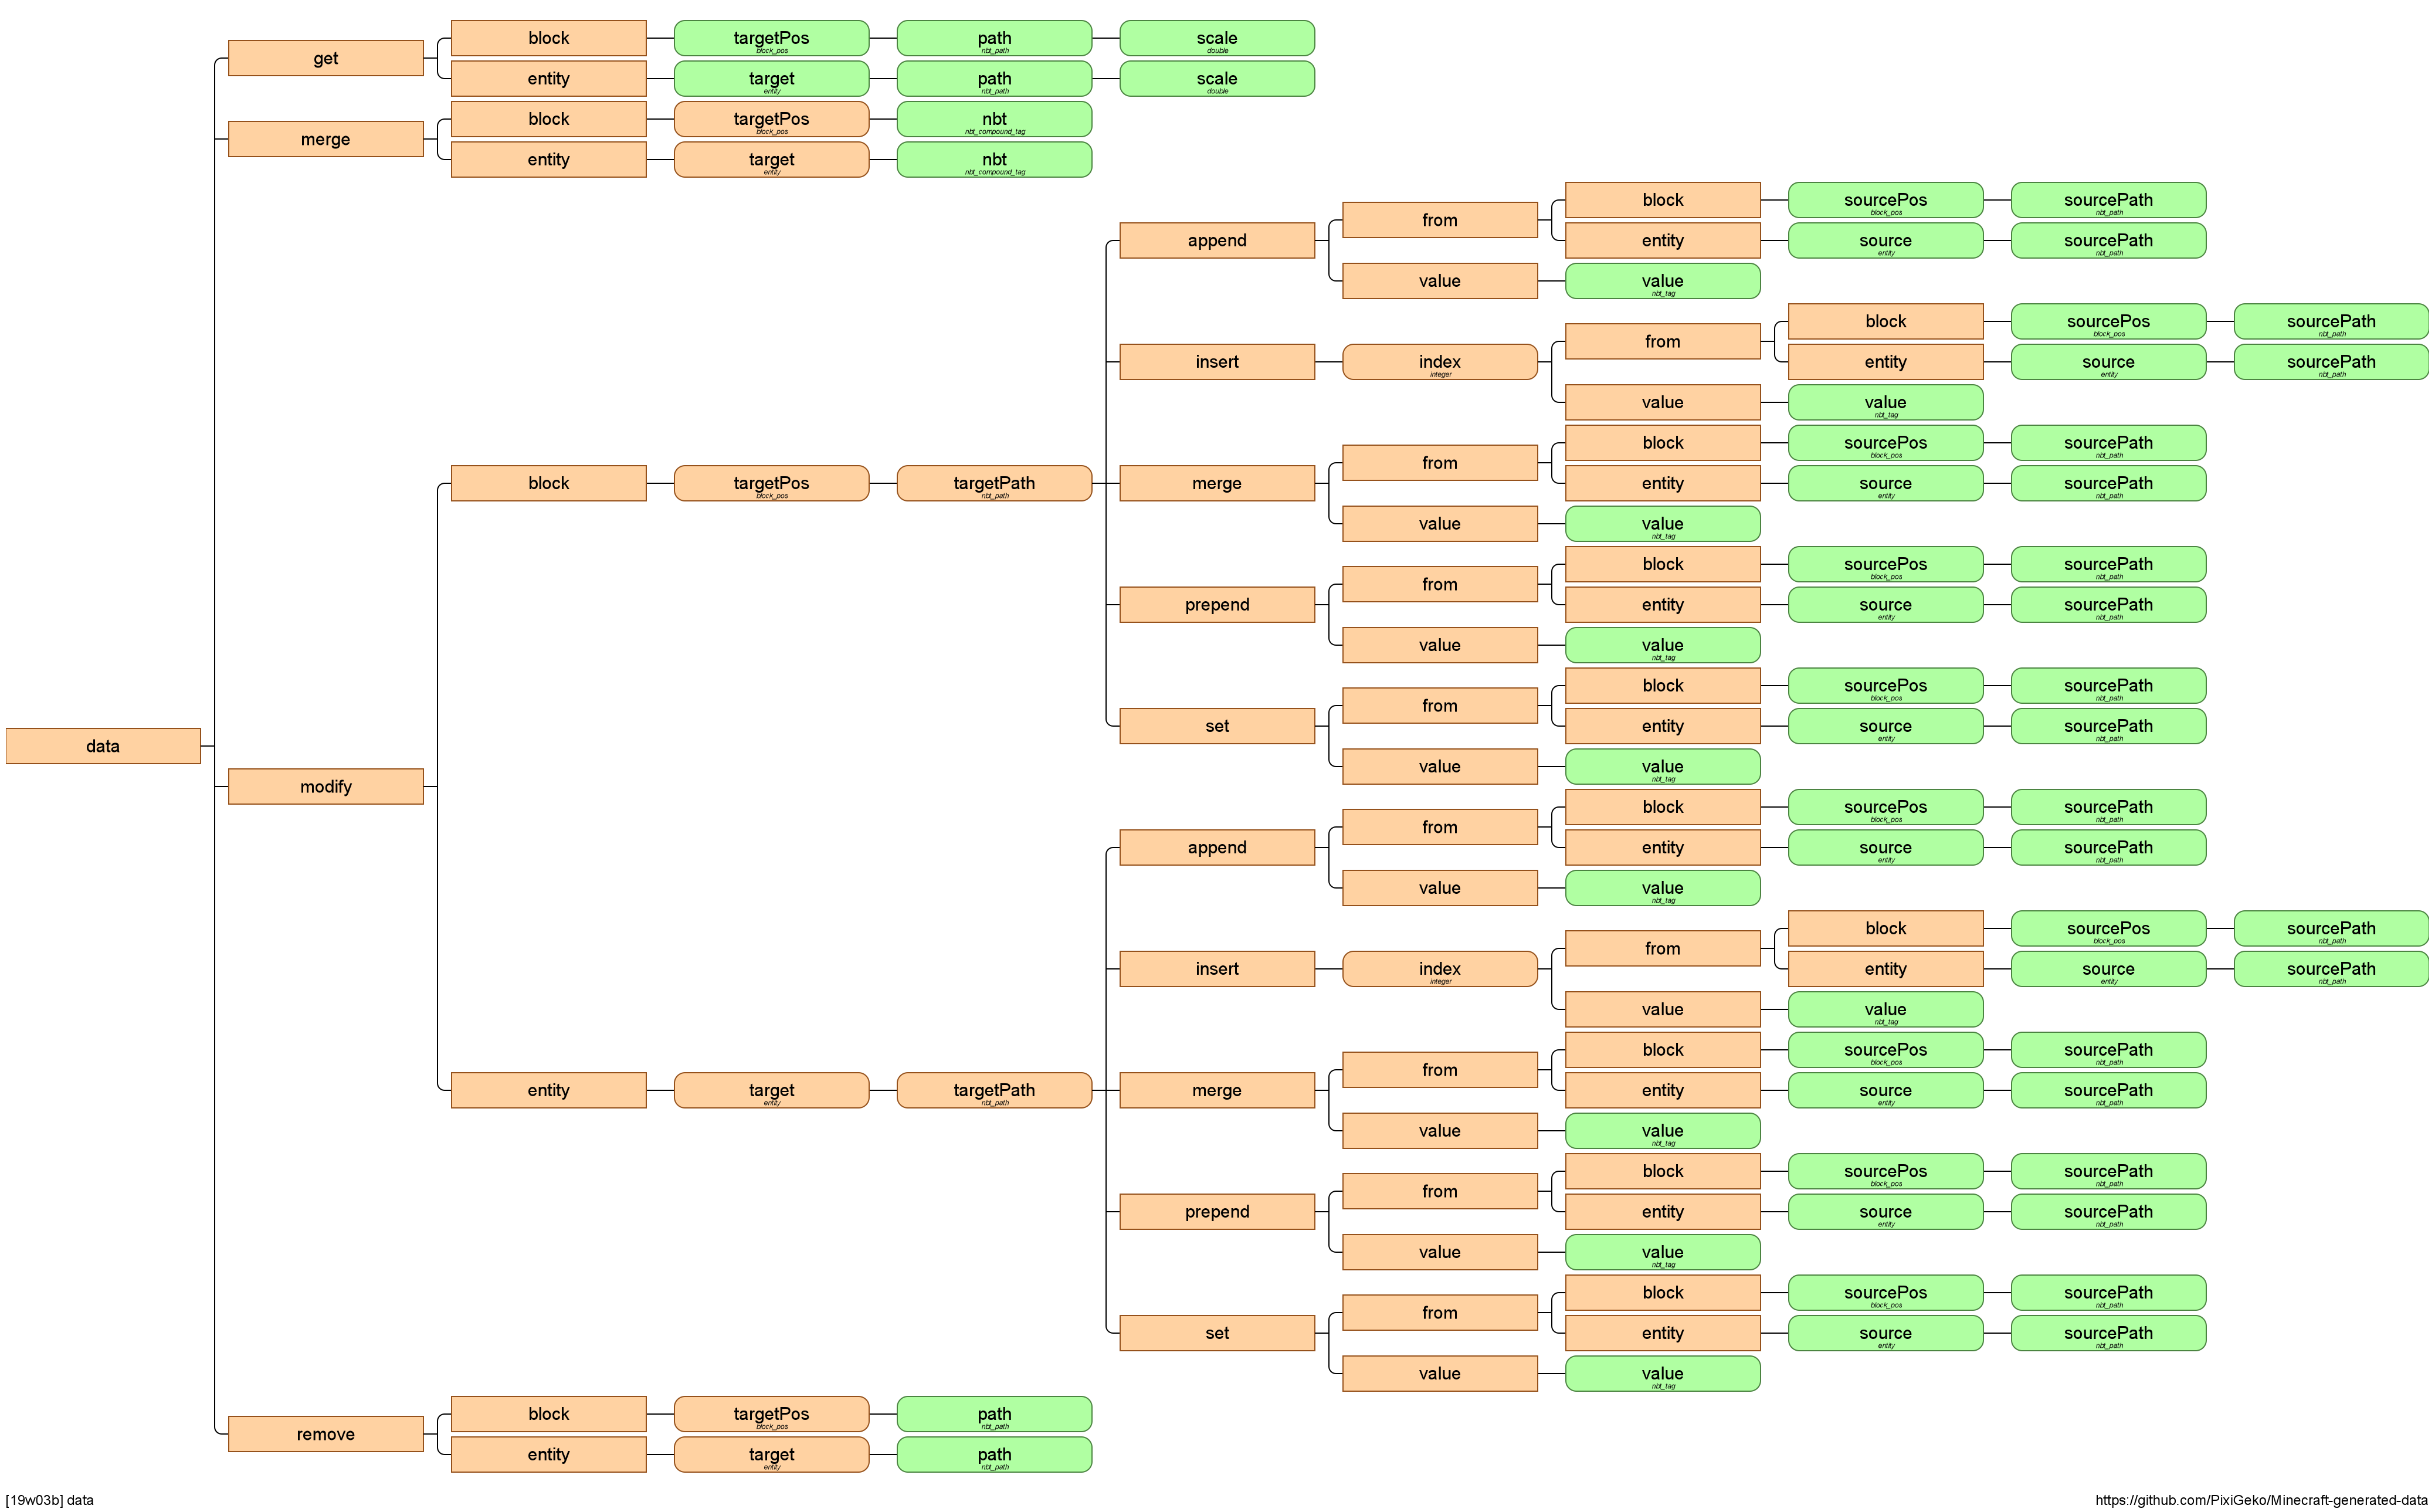 block targetPos path scale
block_pos nbt_path double
get
entity target path scale
entity nbt_path double
block targetPos nbt
block_pos nbt_compound_tag
merge
entity target nbt
entity nbt_compound_tag
block sourcePos sourcePath
block_pos nbt_path
from
append entity source sourcePath
entity nbt_path
value value
nbt_tag
block sourcePos sourcePath
block_pos nbt_path
from
insert index entity source sourcePath
integer entity nbt_path
value value
nbt_tag
block sourcePos sourcePath
block_pos nbt_path
from
block targetPos targetPath merge entity source sourcePath
block_pos nbt_path entity nbt_path
value value
nbt_tag
block sourcePos sourcePath
block_pos nbt_path
from
prepend entity source sourcePath
entity nbt_path
value value
nbt_tag
block sourcePos sourcePath
block_pos nbt_path
from
set entity source sourcePath
entity nbt_path
data
value value
nbt_tag
modify
block sourcePos sourcePath
block_pos nbt_path
from
append entity source sourcePath
entity nbt_path
value value
nbt_tag
block sourcePos sourcePath
block_pos nbt_path
from
insert index entity source sourcePath
integer entity nbt_path
value value
nbt_tag
block sourcePos sourcePath
block_pos nbt_path
from
entity target targetPath merge entity source sourcePath
entity nbt_path entity nbt_path
value value
nbt_tag
block sourcePos sourcePath
block_pos nbt_path
from
prepend entity source sourcePath
entity nbt_path
value value
nbt_tag
block sourcePos sourcePath
block_pos nbt_path
from
set entity source sourcePath
entity nbt_path
value value
nbt_tag
block targetPos path
block_pos nbt_path
remove
entity target path
entity nbt_path
[19w03b] data https://github.com/PixiGeko/Minecraft-generated-data